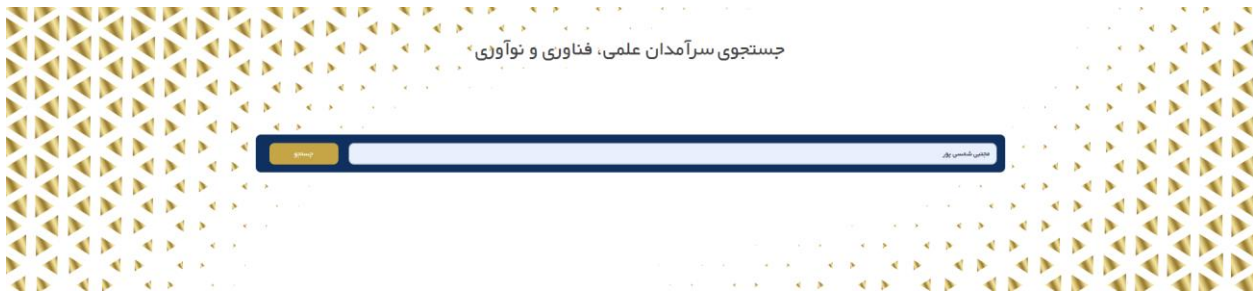 جستجوی سرآمدان علمی، فناوری و نوآوری
مجتبی شمسی پور
جستجو